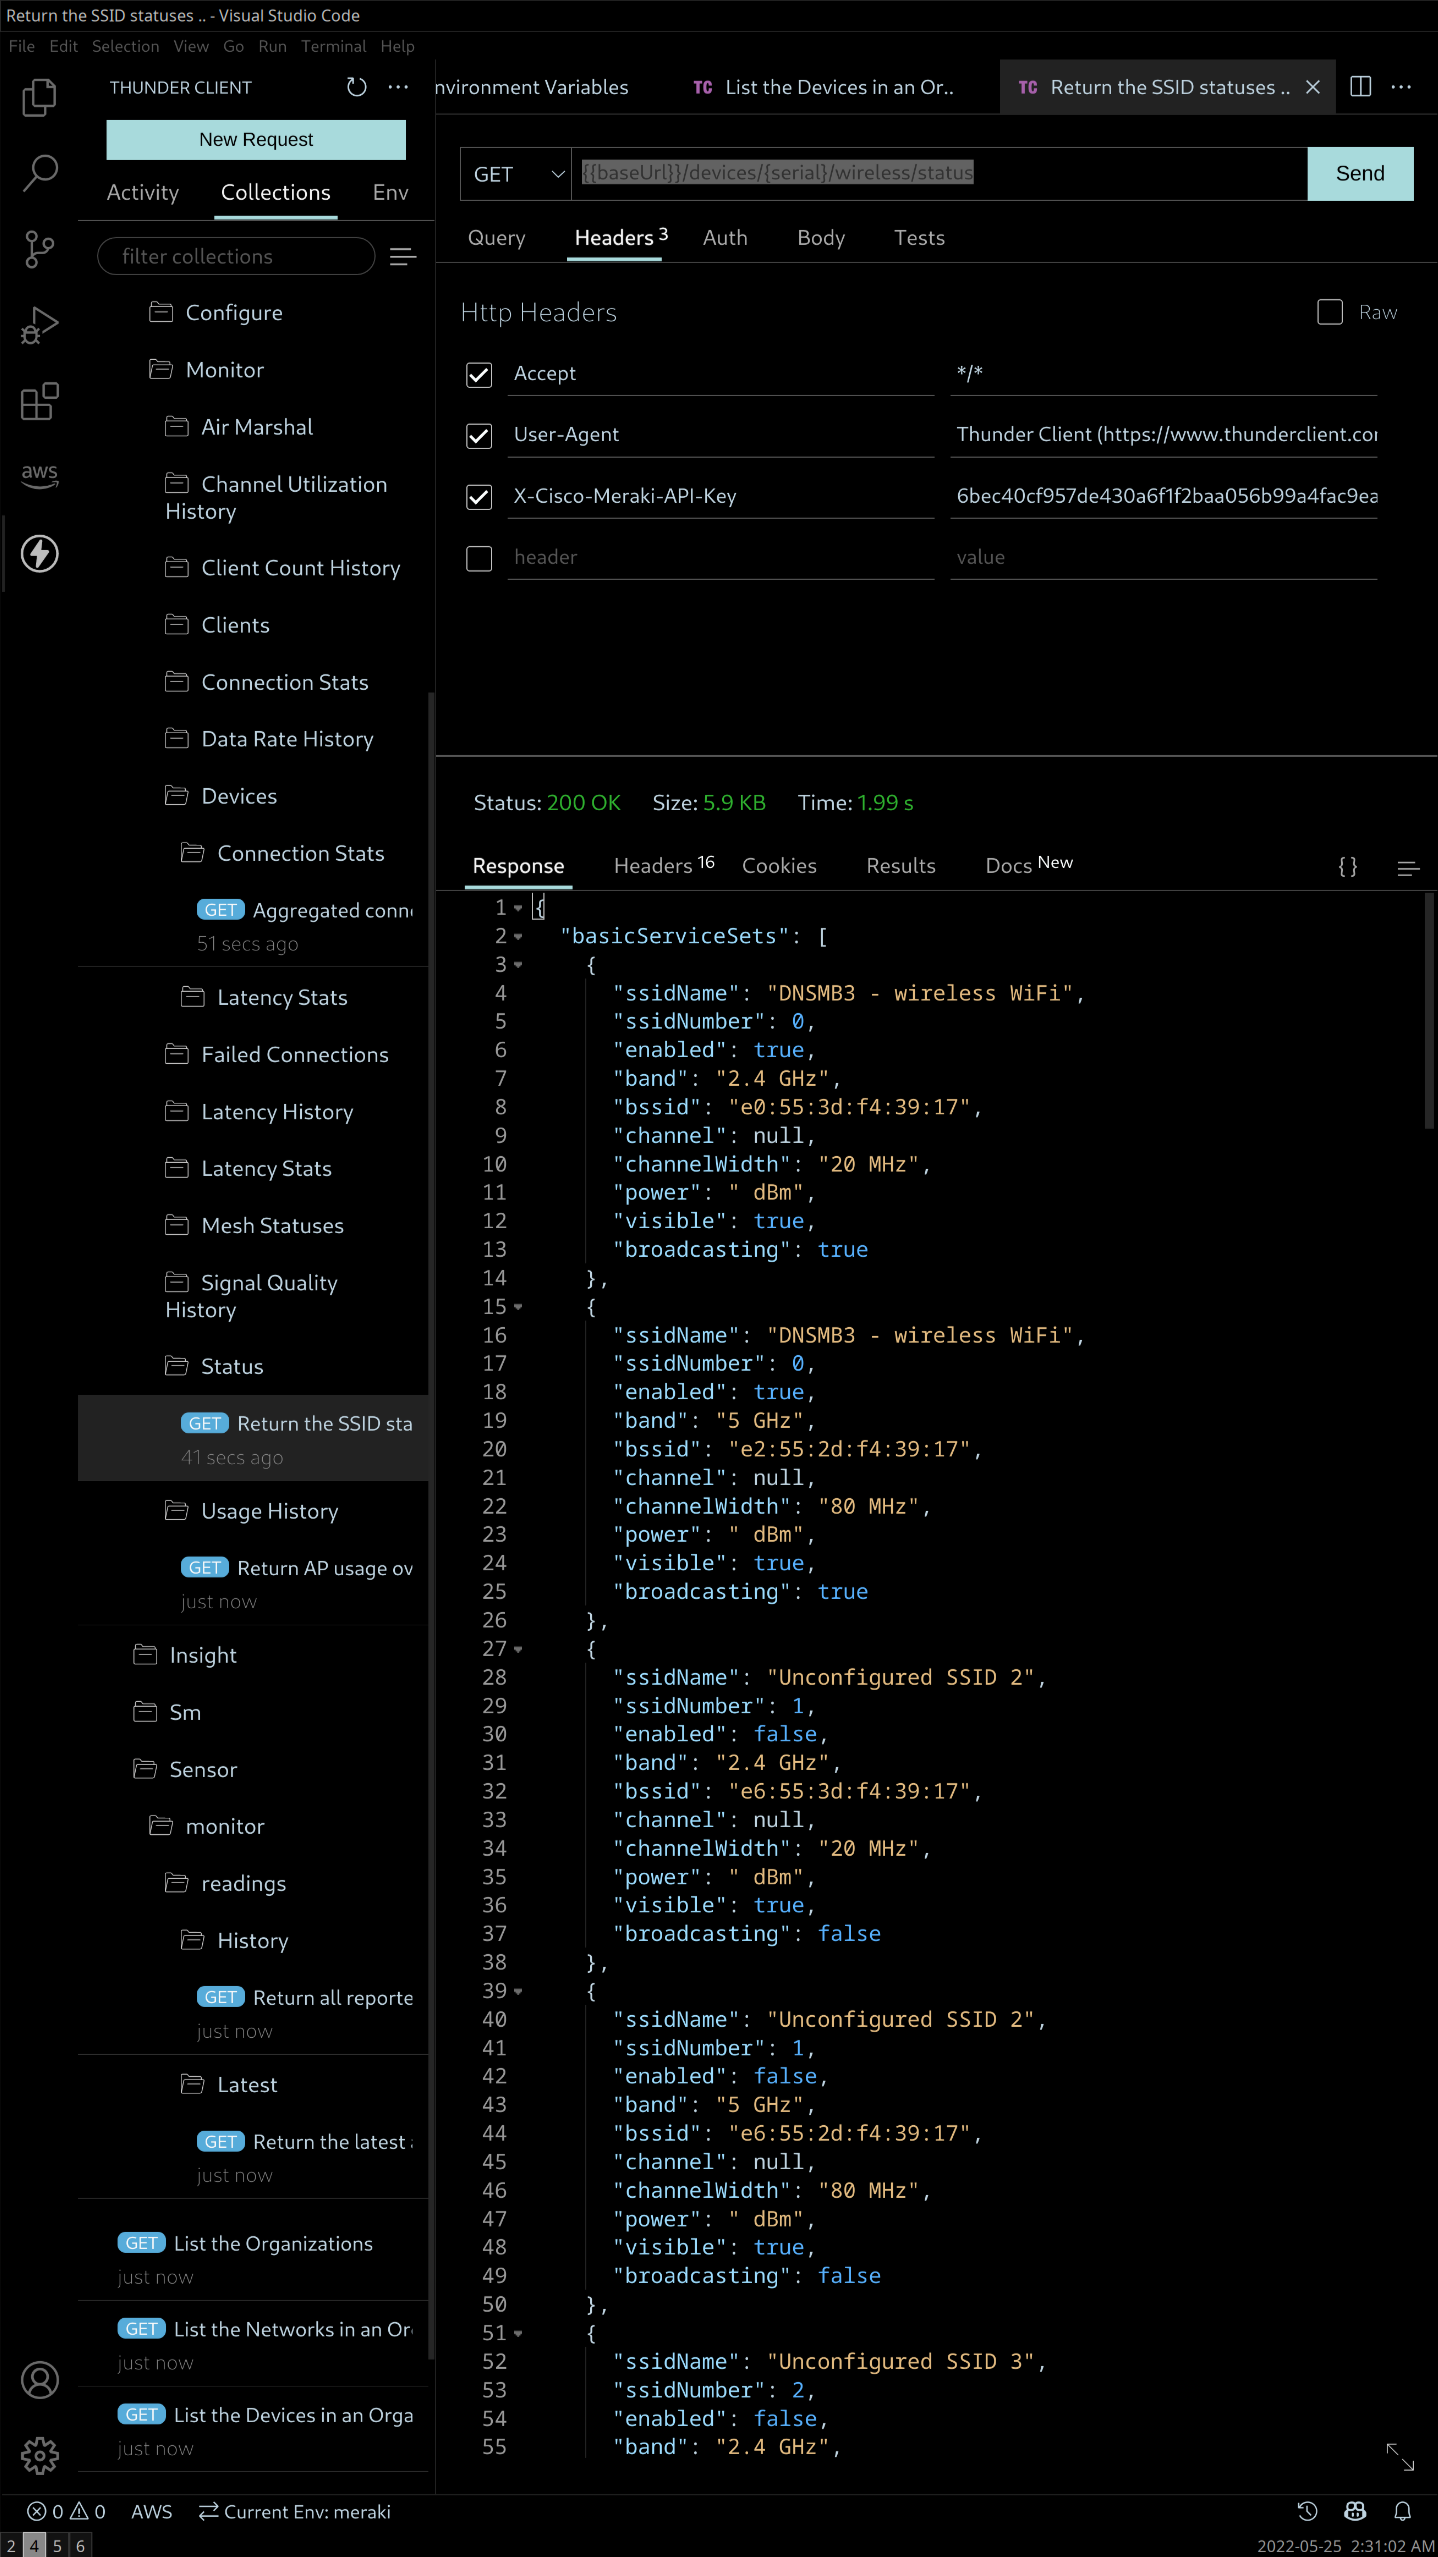 Return the SSID statuses .. - Visual Studio Code
File Edit Selection View Go Run Terminal Help
THUNDER CLIENT
New Request
Activity Collections Env
filter collections
Configure
Monitor
Air Marshal
Channel Utilization
History
Client Count History
Clients
Connection Stats
Data Rate History
Devices
Connection Stats
GET Aggregated conn
51 secs ago
Latency Stats
Failed Connections
Latency History
Latency Stats
Mesh Statuses
Signal Quality
History
Status
GET Return the SSID sta
41 secs ago
Usage History
GET Return AP usage ov
just now
Insight
Sm
Sensor
monitor
readings
History
GET Return all reporte
just now
Latest
GET Return the latest
just now
GET List the Organizations
just now
GET List the Networks in an Or
just now
GET List the Devices in an Orga
just now
aws
nvironment Variables
TC List the Devices in an Or..
TC Return the SSID statuses ..
GET {{baseUrl}}/devices/{serial}/wireless/status Send
Query Headers 3 Auth Body Tests
Http Headers Raw
Accept */*
User-Agent Thunder Client (https://www.thunderclient.co
X-Cisco-Meraki-API-Key 6bec40cf957de430a6f1f2baa056b99a4fac9ea
header value
Status: 200 OK Size: 5.9 KB Time: 1.99 s
Response Headers 16 Cookies Results Docs New {}
1 {
2 "basicServiceSets": [
3 {
4 "ssidName": "DNSMB3 - wireless WiFi",
5 "ssidNumber": 0,
6 "enabled": true,
7 "band": "2.4 GHz",
8 "bssid": "e0:55:3d:f4:39:17",
9 "channel": null,
10 "channelWidth": "20 MHz",
11 "power": " dBm",
12 "visible": true,
13 "broadcasting": true
14 },
15 {
16 "ssidName": "DNSMB3 - wireless WiFi",
17 "ssidNumber": 0,
18 "enabled": true,
19 "band": "5 GHz",
20 "bssid": "e2:55:2d:f4:39:17",
21 "channel": null,
22 "channelWidth": "80 MHz",
23 "power": " dBm",
24 "visible": true,
25 "broadcasting": true
26 },
27 {
28 "ssidName": "Unconfigured SSID 2",
29 "ssidNumber": 1,
30 "enabled": false,
31 "band": "2.4 GHz",
32 "bssid": "e6:55:3d:f4:39:17",
33 "channel": null,
34 "channelWidth": "20 MHz",
35 "power": " dBm",
36 "visible": true,
37 "broadcasting": false
38 },
39 {
40 "ssidName": "Unconfigured SSID 2",
41 "ssidNumber": 1,
42 "enabled": false,
43 "band": "5 GHz",
44 "bssid": "e6:55:2d:f4:39:17",
45 "channel": null,
46 "channelWidth": "80 MHz",
47 "power": " dBm",
48 "visible": true,
49 "broadcasting": false
50 },
51 {
52 "ssidName": "Unconfigured SSID 3",
53 "ssidNumber": 2,
54 "enabled": false,
55 "band": "2.4 GHz",
0 0 AWS Current Env: meraki
2 4 5 6
2022-05-25 2:31:02 AM